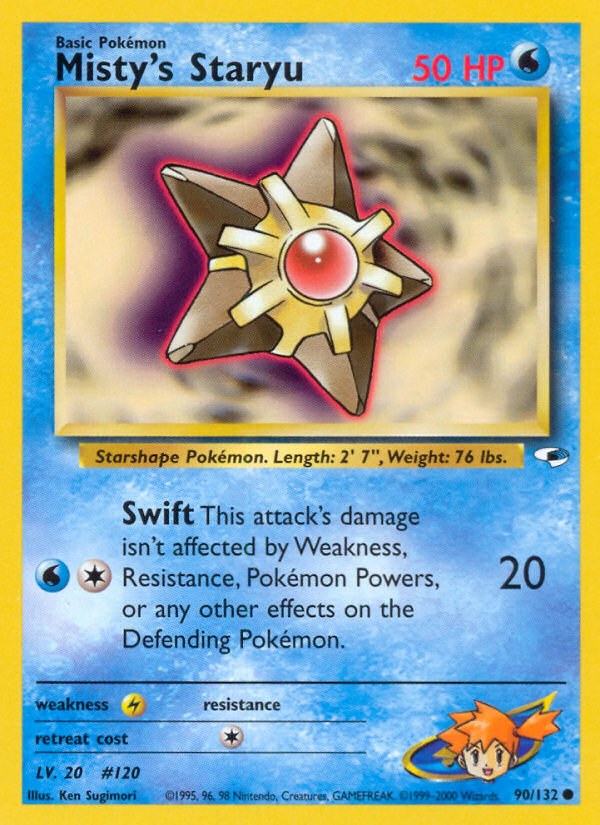 Basic Pokémon
Misty's Staryu
50 HP
Starshape Pokémon. Length: 2' 7", Weight: 76 lbs.
Swift This attack's damage
isn't affected by Weakness,
Resistance, Pokémon Powers,
or any other effects on the
Defending Pokémon.
20
weakness
resistance
retreat cost
LV. 20 #120
Illus. Ken Sugimori
©1995, 96, 98 Nintendo, Creatures, GAMEFREAK. ©1999-2000 Wizards.
90/132